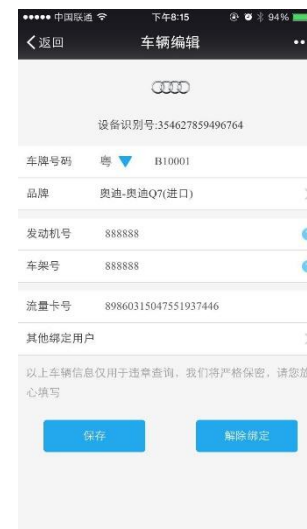 中国联通 下午8:15 94%
返回 车辆编辑
设备识别号:354627859496764
车牌号码 粤 B10001
品牌 奥迪-奥迪Q7(进口)
发动机号 888888
车架号 888888
流量卡号 89860315047551937446
其他绑定用户
以上车辆信息仅用于违章查询，我们将严格保密，请您放
心填写
保存 解除绑定